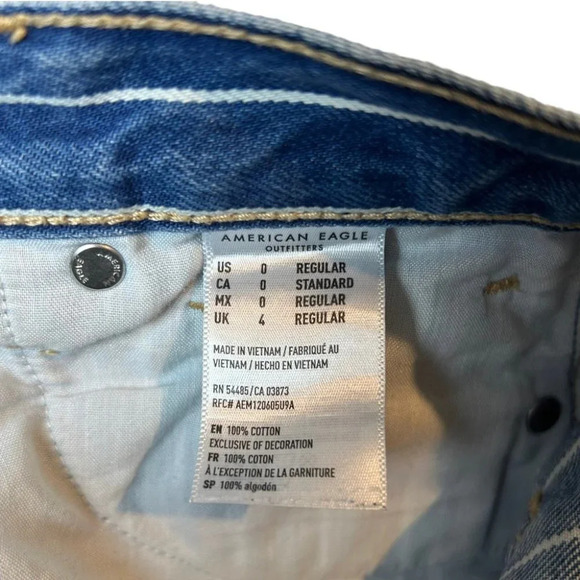 AMERICAN EAGLE
OUTFITTERS
US 0 REGULAR
CA 0 STANDARD
MX 0 REGULAR
UK 4 REGULAR
MADE IN VIETNAM / FABRIQUÉ AU
VIETNAM / HECHO EN VIETNAM
RN 54485/CA 03873
RFC# AEM120605U9A
EN 100% COTTON
EXCLUSIVE OF DECORATION
FR 100% COTON
À L'EXCEPTION DE LA GARNITURE
SP 100% algodón
AMERICAN EAGLE